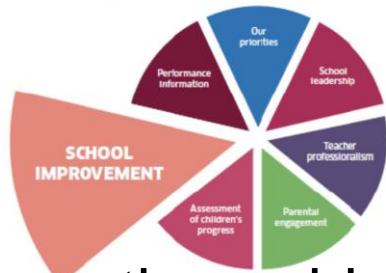 Our
priorities
Performance
information
School
leadership
SCHOOL
IMPROVEMENT
Teacher
professionalism
Assessment
of children's
progress
Parental
engagement